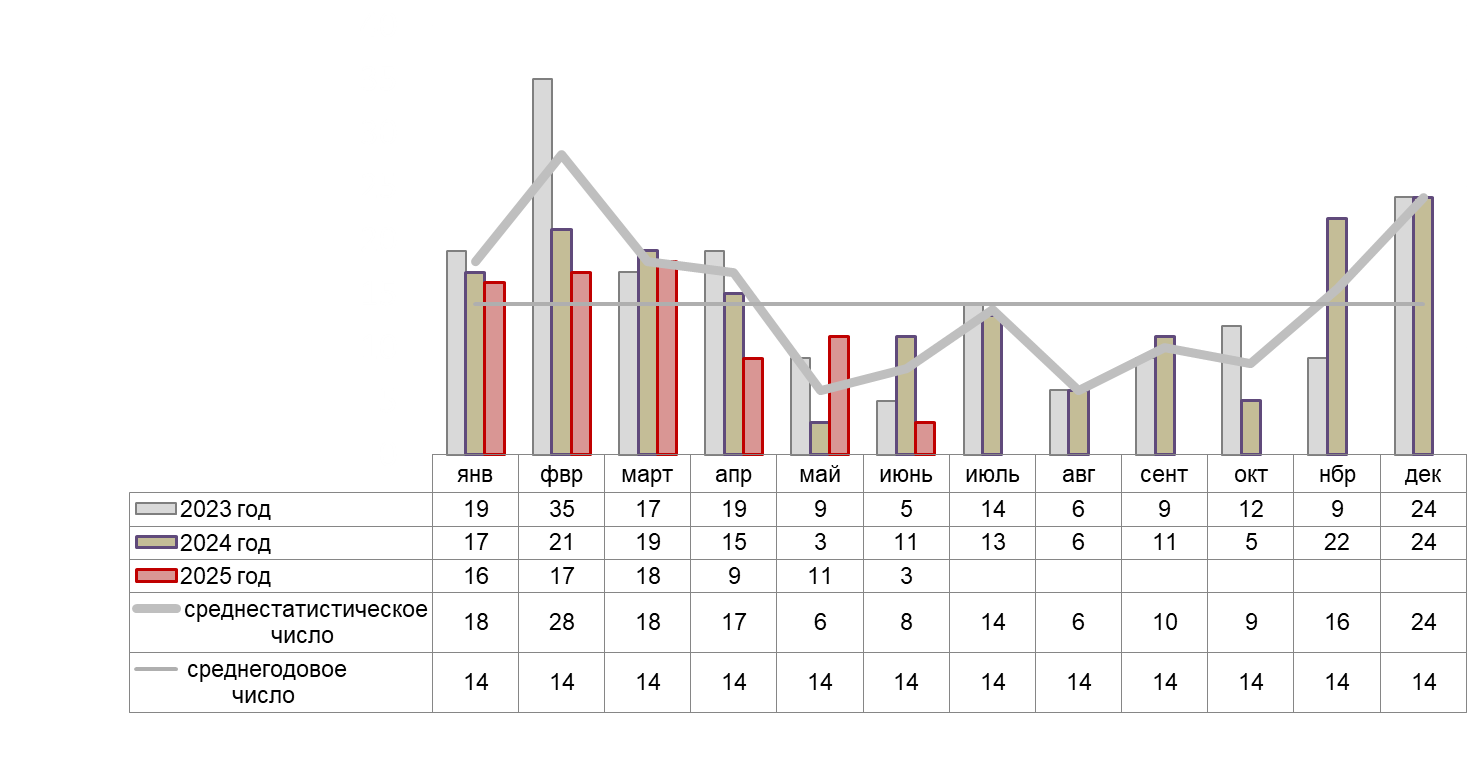 янв фвр март апр май июнь июль авг сент окт нбр дек
2023 год 19 35 17 19 9 5 14 6 9 12 9 24
2024 год 17 21 19 15 3 11 13 6 11 5 22 24
2025 год 16 17 18 9 11 3
среднестатистическое
число 18 28 18 17 6 8 14 6 10 9 16 24
среднегодовое
число 14 14 14 14 14 14 14 14 14 14 14 14